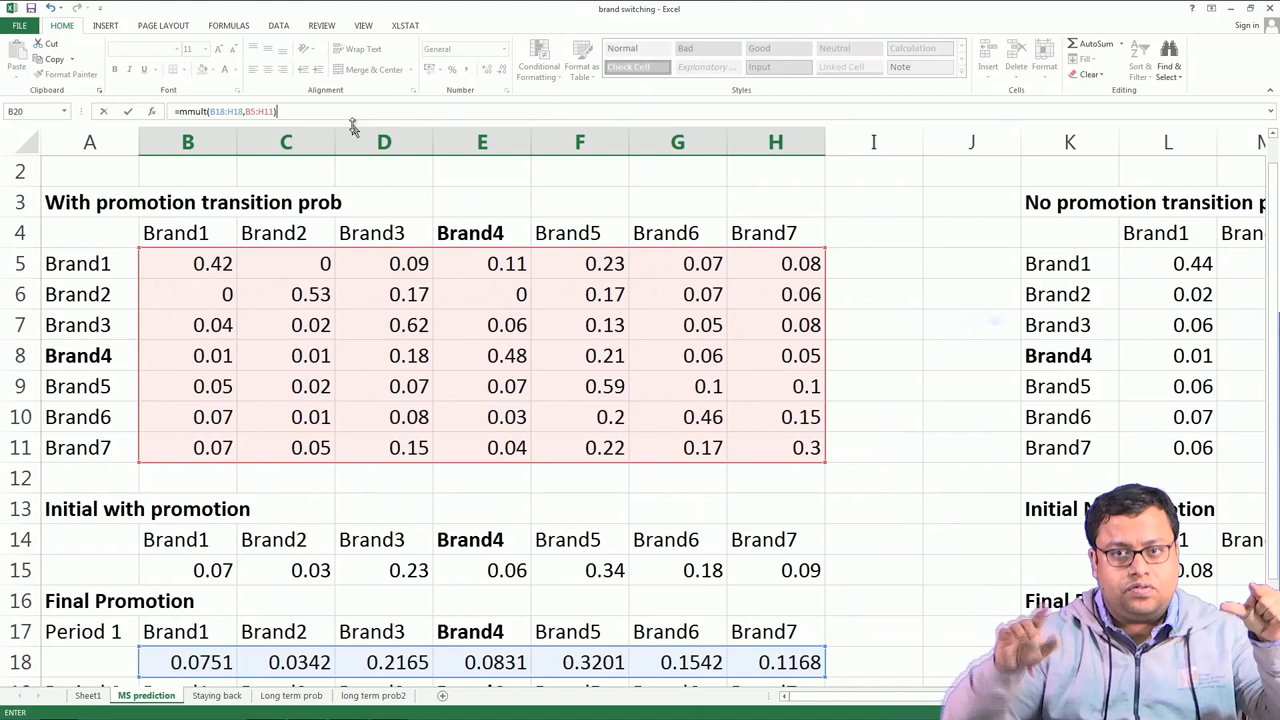 brand switching - Excel
Sign in
FILE HOME INSERT PAGE LAYOUT FORMULAS DATA REVIEW VIEW XLSTAT
Paste Cut Copy Format Painter
11 Wrap Text Merge & Center
General
Conditional Formatting Format as Table
Normal Bad Good Neutral Calculation
Check Cell Explanatory ... Input Linked Cell Note
Insert Delete Format
AutoSum Fill Clear
Sort & Filter Find & Select
Clipboard Font Alignment Number Styles Cells Editing
B20 =mmult(B18:H18,B5:H11)
A B C D E F G H I J K L M
2
3 With promotion transition prob No promotion transition p
4 Brand1 Brand2 Brand3 Brand4 Brand5 Brand6 Brand7 Brand1 Bran
5 Brand1 0.42 0 0.09 0.11 0.23 0.07 0.08 Brand1 0.44
6 Brand2 0 0.53 0.17 0 0.17 0.07 0.06 Brand2 0.02
7 Brand3 0.04 0.02 0.62 0.06 0.13 0.05 0.08 Brand3 0.06
8 Brand4 0.01 0.01 0.18 0.48 0.21 0.06 0.05 Brand4 0.01
9 Brand5 0.05 0.02 0.07 0.07 0.59 0.1 0.1 Brand5 0.06
10 Brand6 0.07 0.01 0.08 0.03 0.2 0.46 0.15 Brand6 0.07
11 Brand7 0.07 0.05 0.15 0.04 0.22 0.17 0.3 Brand7 0.06
12
13 Initial with promotion Initial
14 Brand1 Brand2 Brand3 Brand4 Brand5 Brand6 Brand7
15 0.07 0.03 0.23 0.06 0.34 0.18 0.09 0.08
16 Final Promotion
17 Period 1 Brand1 Brand2 Brand3 Brand4 Brand5 Brand6 Brand7
18 0.0751 0.0342 0.2165 0.0831 0.3201 0.1542 0.1168
Sheet1 MS prediction Staying back Long term prob long term prob2
ENTER